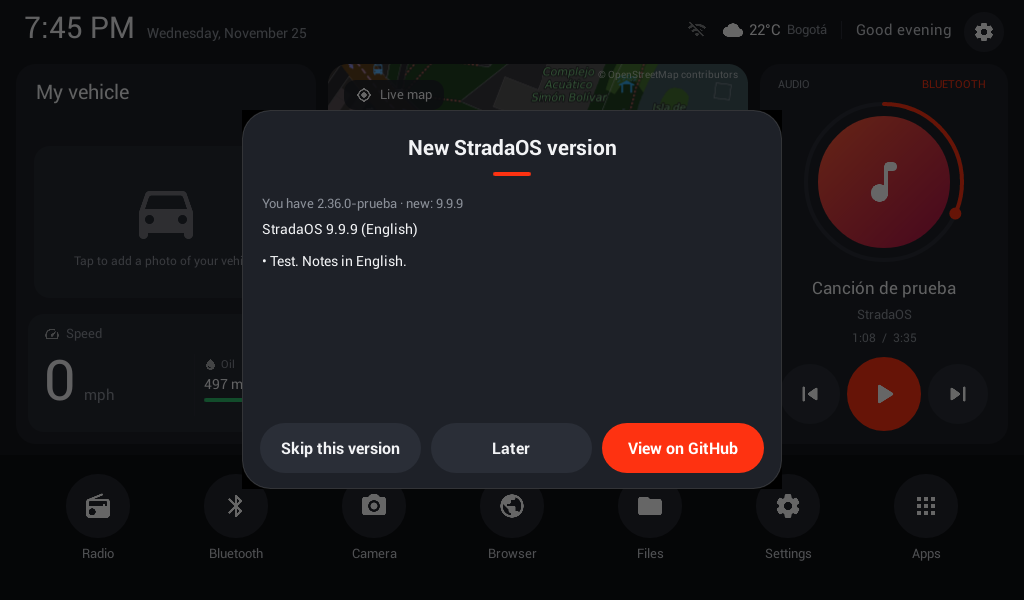 7:45 PM
Wednesday, November 25
22°C Bogotá
Good evening
My vehicle
Live map
Complejo
Acuático
Simón Bolívar
© OpenStreetMap contributors
Isla de
AUDIO
BLUETOOTH
New StradaOS version
You have 2.36.0-prueba · new: 9.9.9
StradaOS 9.9.9 (English)
• Test. Notes in English.
Skip this version
Later
View on GitHub
Tap to add a photo of your vehi
Speed
0 mph
Oil
497 m
Canción de prueba
StradaOS
1:08 / 3:35
Radio
Bluetooth
Camera
Browser
Files
Settings
Apps